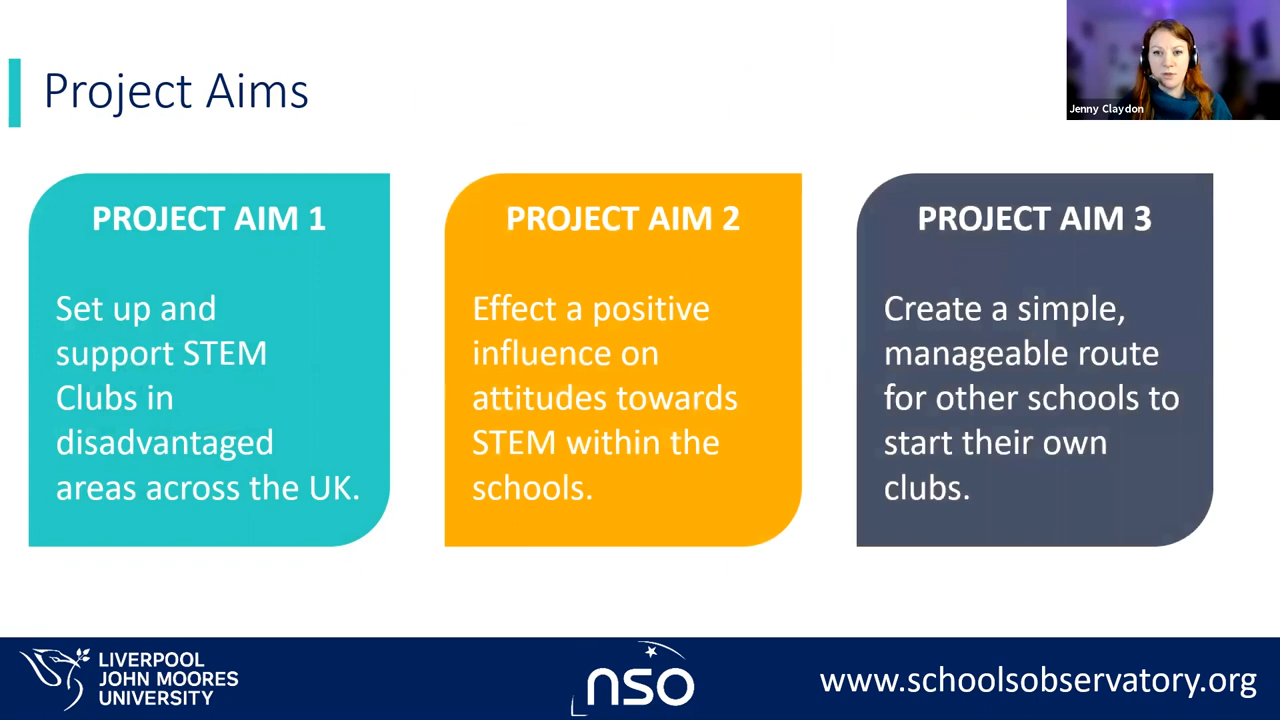 Project Aims
Jenny Claydon
PROJECT AIM 1
Set up and
support STEM
Clubs in
disadvantaged
areas across the UK.
PROJECT AIM 2
Effect a positive
influence on
attitudes towards
STEM within the
schools.
PROJECT AIM 3
Create a simple,
manageable route
for other schools to
start their own
clubs.
LIVERPOOL
JOHN MOORES
UNIVERSITY
nso
www.schoolsobservatory.org